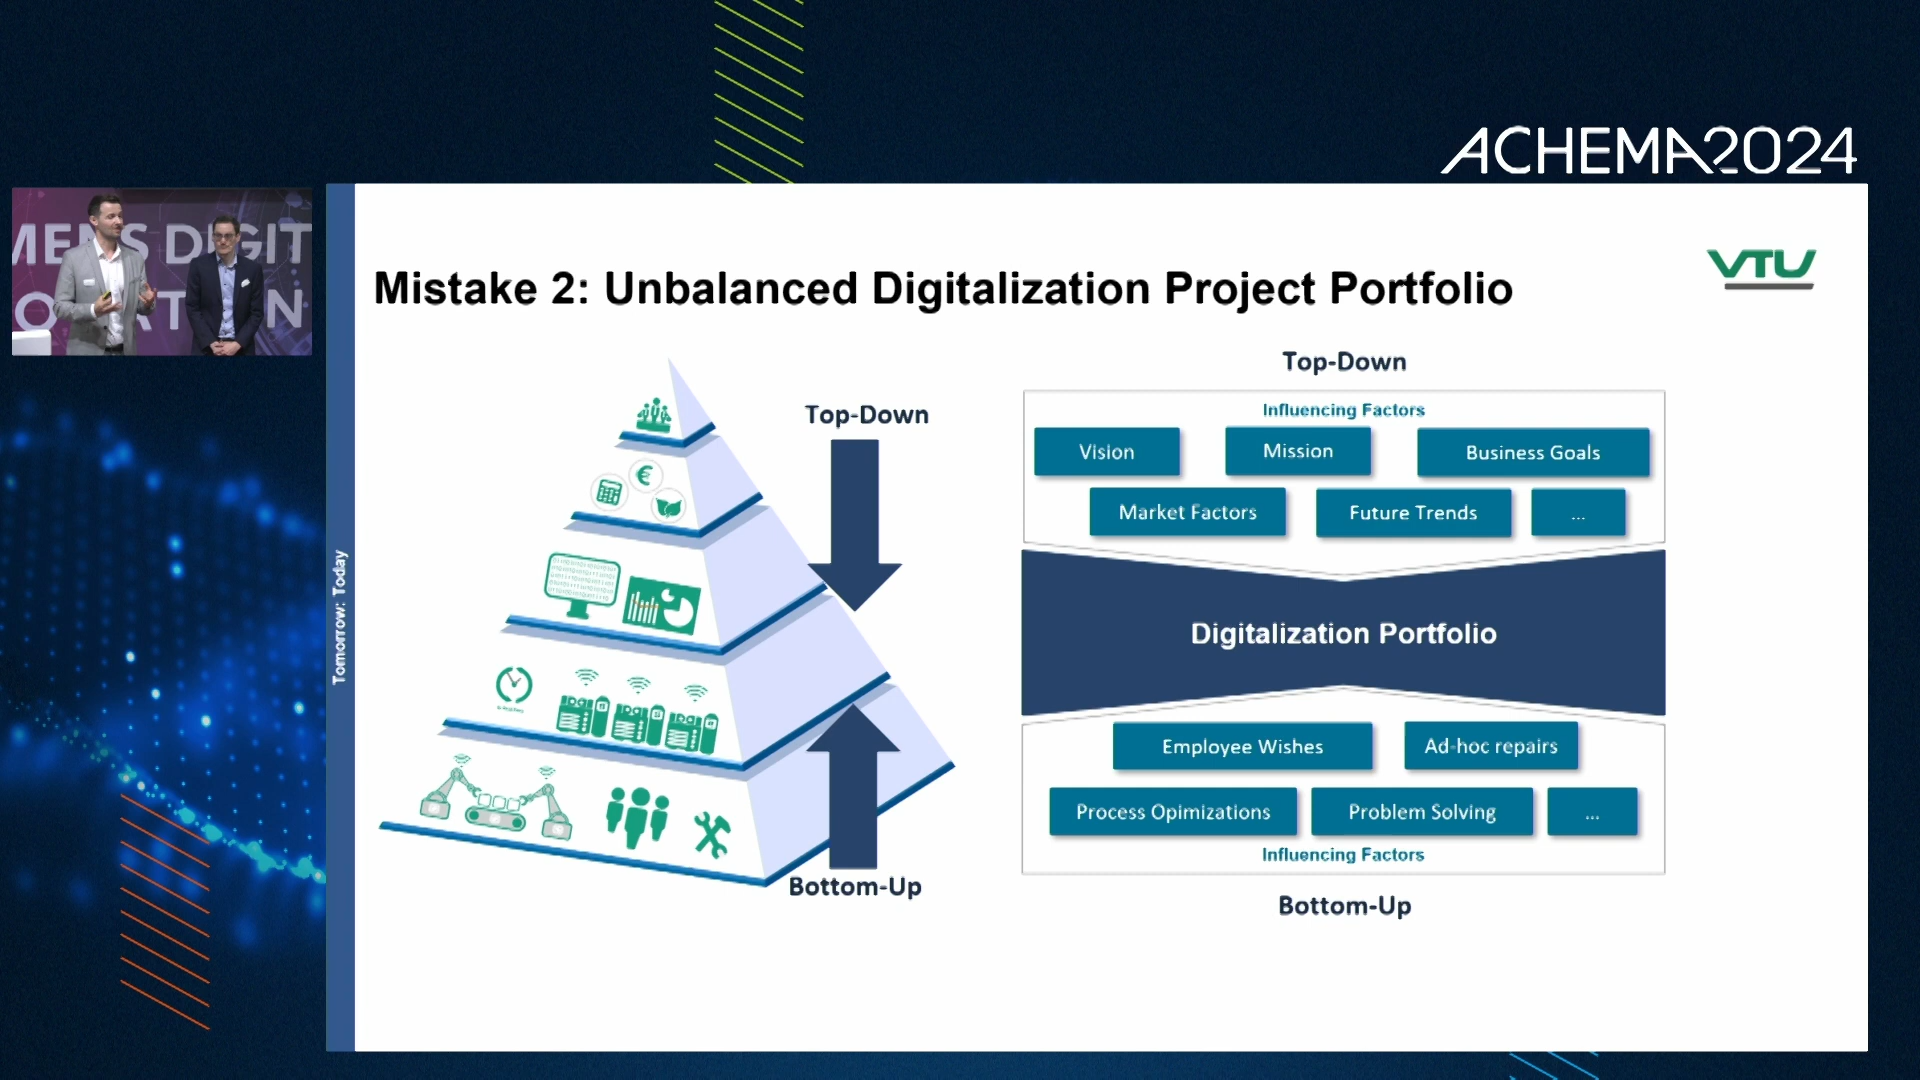 ACHEMA2024
MENS DIGIT
VTU
Mistake 2: Unbalanced Digitalization Project Portfolio
Tomorrow: Today
Top-Down
Bottom-Up
Top-Down
Influencing Factors
Vision
Mission
Business Goals
Market Factors
Future Trends
...
Digitalization Portfolio
Employee Wishes
Ad-hoc repairs
Process Opimizations
Problem Solving
...
Influencing Factors
Bottom-Up